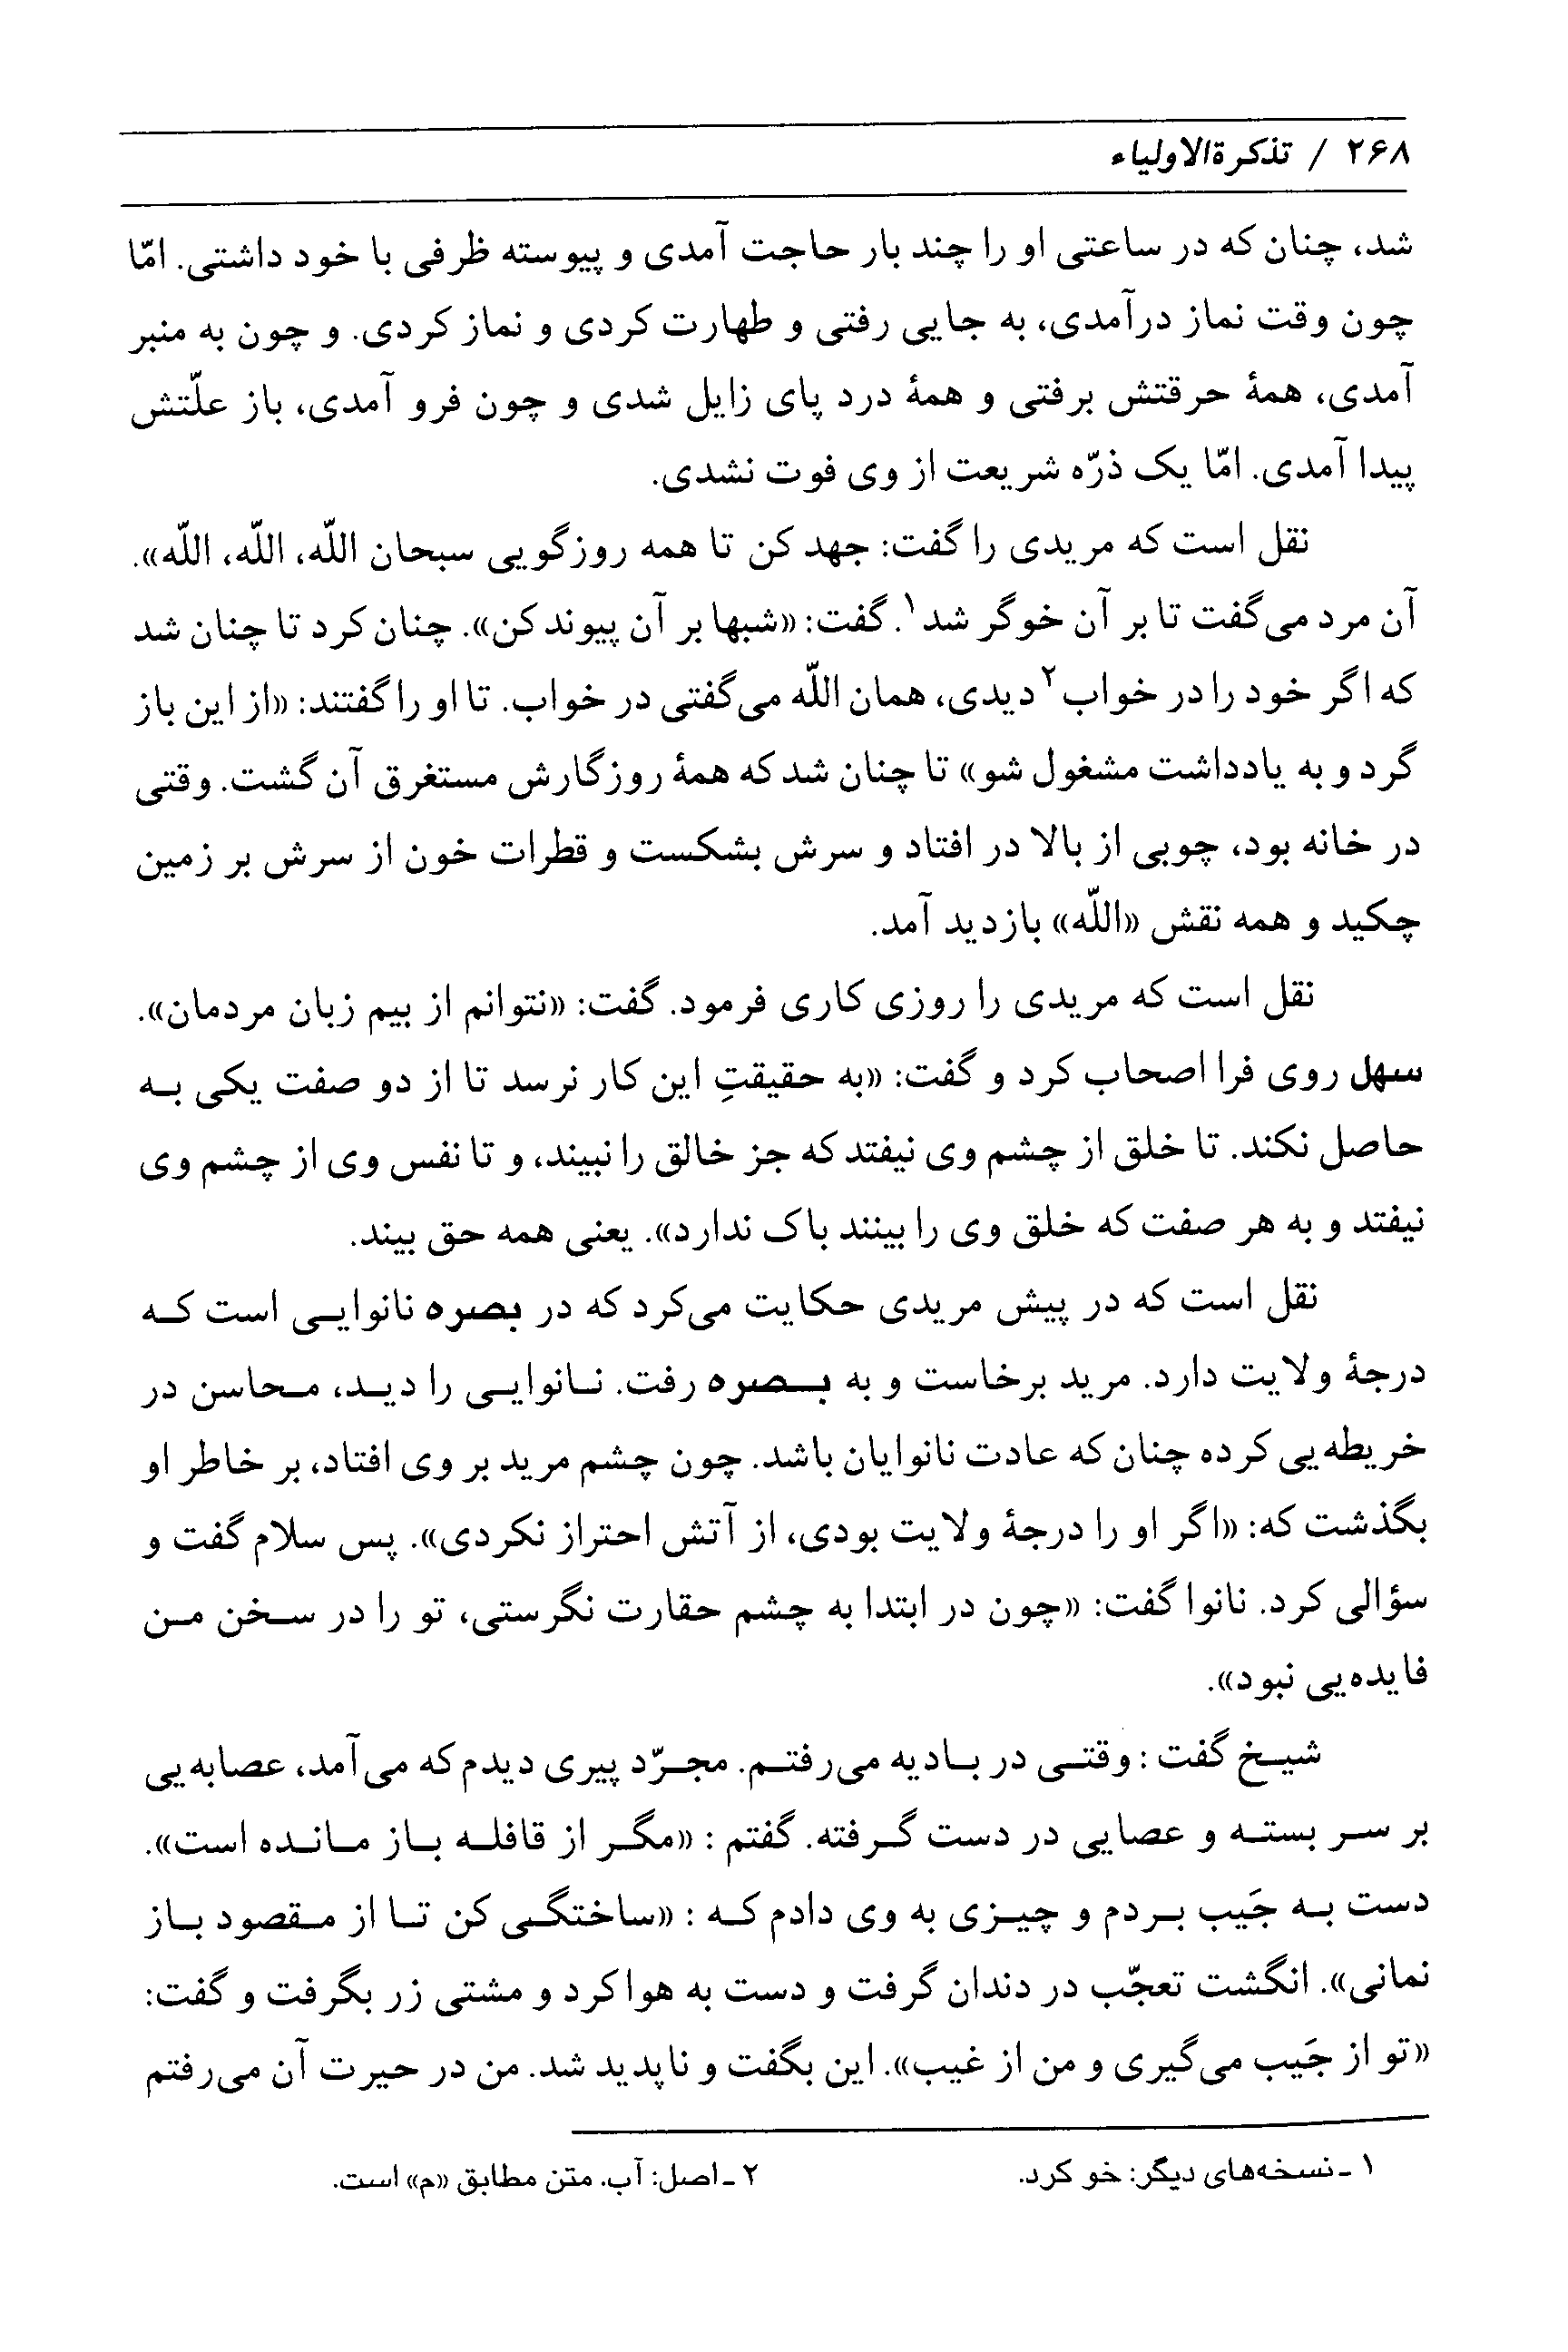 ۲۶۸ / تذکرةالاولیاء
شد، چنان که در ساعتی او را چند بار حاجت آمدی و پیوسته ظرفی با خود داشتی. امّا
چون وقت نماز درآمدی، به جایی رفتی و طهارت کردی و نماز کردی. و چون به منبر
آمدی، همهٔ حرقتش برفتی و همهٔ درد پای زایل شدی و چون فرو آمدی، باز علّتش
پیدا آمدی. امّا یک ذرّه شریعت از وی فوت نشدی.
نقل است که مریدی را گفت: جهد کن تا همه روزگویی سبحان اللّه، اللّه، اللّه».
آن مرد می‌گفت تا بر آن خوگر شد۱. گفت: «شبها بر آن پیوند کن». چنان کرد تا چنان شد
که اگر خود را در خواب۲ دیدی، همان اللّه می‌گفتی در خواب. تا او را گفتند: «از این باز
گرد و به یادداشت مشغول شو» تا چنان شد که همهٔ روزگارش مستغرق آن گشت. وقتی
در خانه بود، چوبی از بالا در افتاد و سرش بشکست و قطرات خون از سرش بر زمین
چکید و همه نقش «اللّه» بازدید آمد.
نقل است که مریدی را روزی کاری فرمود. گفت: «نتوانم از بیم زبان مردمان».
سهل روی فرا اصحاب کرد و گفت: «به حقیقتِ این کار نرسد تا از دو صفت یکی به
حاصل نکند. تا خلق از چشم وی نیفتد که جز خالق را نبیند، و تا نفس وی از چشم وی
نیفتد و به هر صفت که خلق وی را بینند باک ندارد». یعنی همه حق بیند.
نقل است که در پیش مریدی حکایت می‌کرد که در بصره نانوایی است که
درجهٔ ولایت دارد. مرید برخاست و به بصره رفت. نانوایی را دید، محاسن در
خریطه‌یی کرده چنان که عادت نانوایان باشد. چون چشم مرید بر وی افتاد، بر خاطر او
بگذشت که: «اگر او را درجهٔ ولایت بودی، از آتش احتراز نکردی». پس سلام گفت و
سؤالی کرد. نانوا گفت: «چون در ابتدا به چشم حقارت نگرستی، تو را در سخن من
فایده‌یی نبود».
شیخ گفت : وقتی در بادیه می‌رفتم. مجرّد پیری دیدم که می‌آمد، عصابه‌یی
بر سر بسته و عصایی در دست گرفته. گفتم : «مگر از قافله باز مانده است».
دست به جَیب بردم و چیزی به وی دادم که : «ساختگی کن تا از مقصود باز
نمانی». انگشت تعجّب در دندان گرفت و دست به هوا کرد و مشتی زر بگرفت و گفت:
«تو از جَیب می‌گیری و من از غیب». این بگفت و ناپدید شد. من در حیرت آن می‌رفتم
۱ ـ نسخه‌های دیگر: خو کرد.
۲ ـ اصل: آب. متن مطابق «م» است.